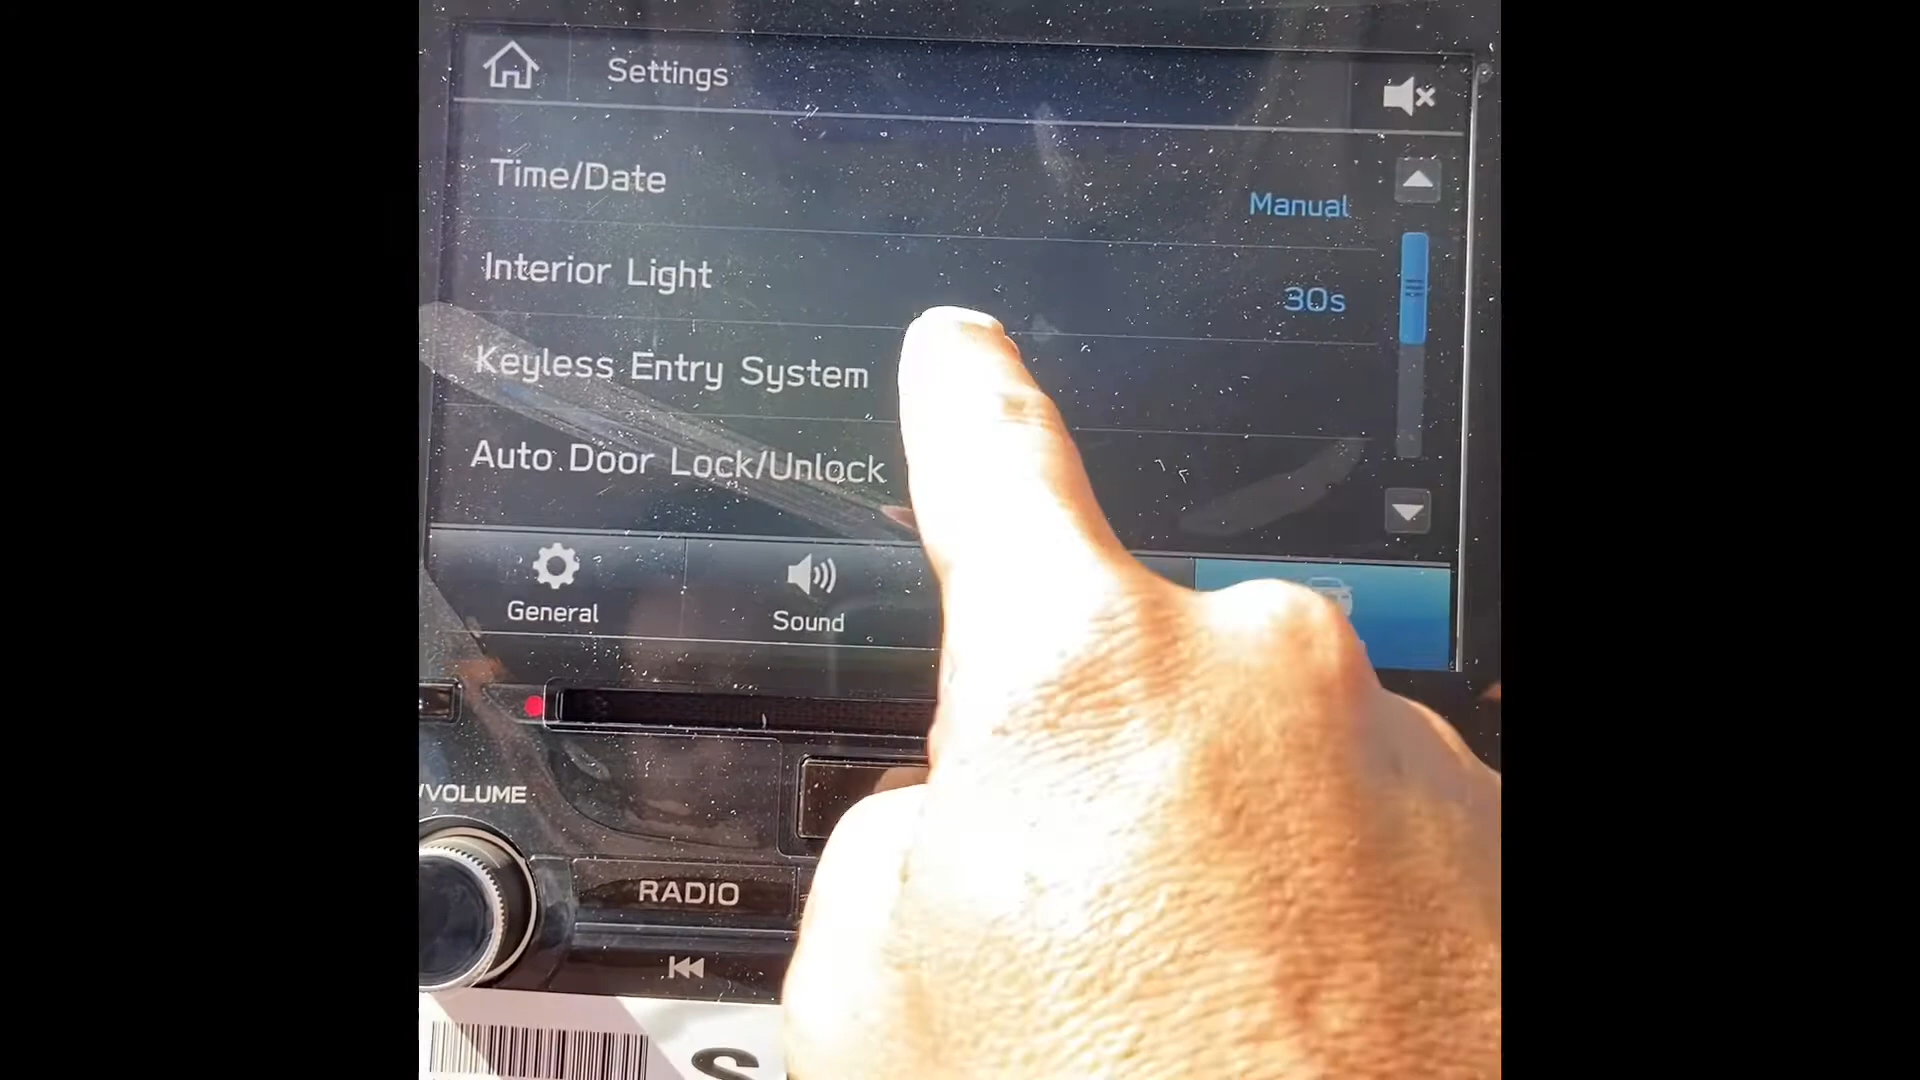 Settings
Time/Date
Manual
Interior Light
30s
Keyless Entry System
Auto Door Lock/Unlock
General
Sound
/VOLUME
RADIO
S